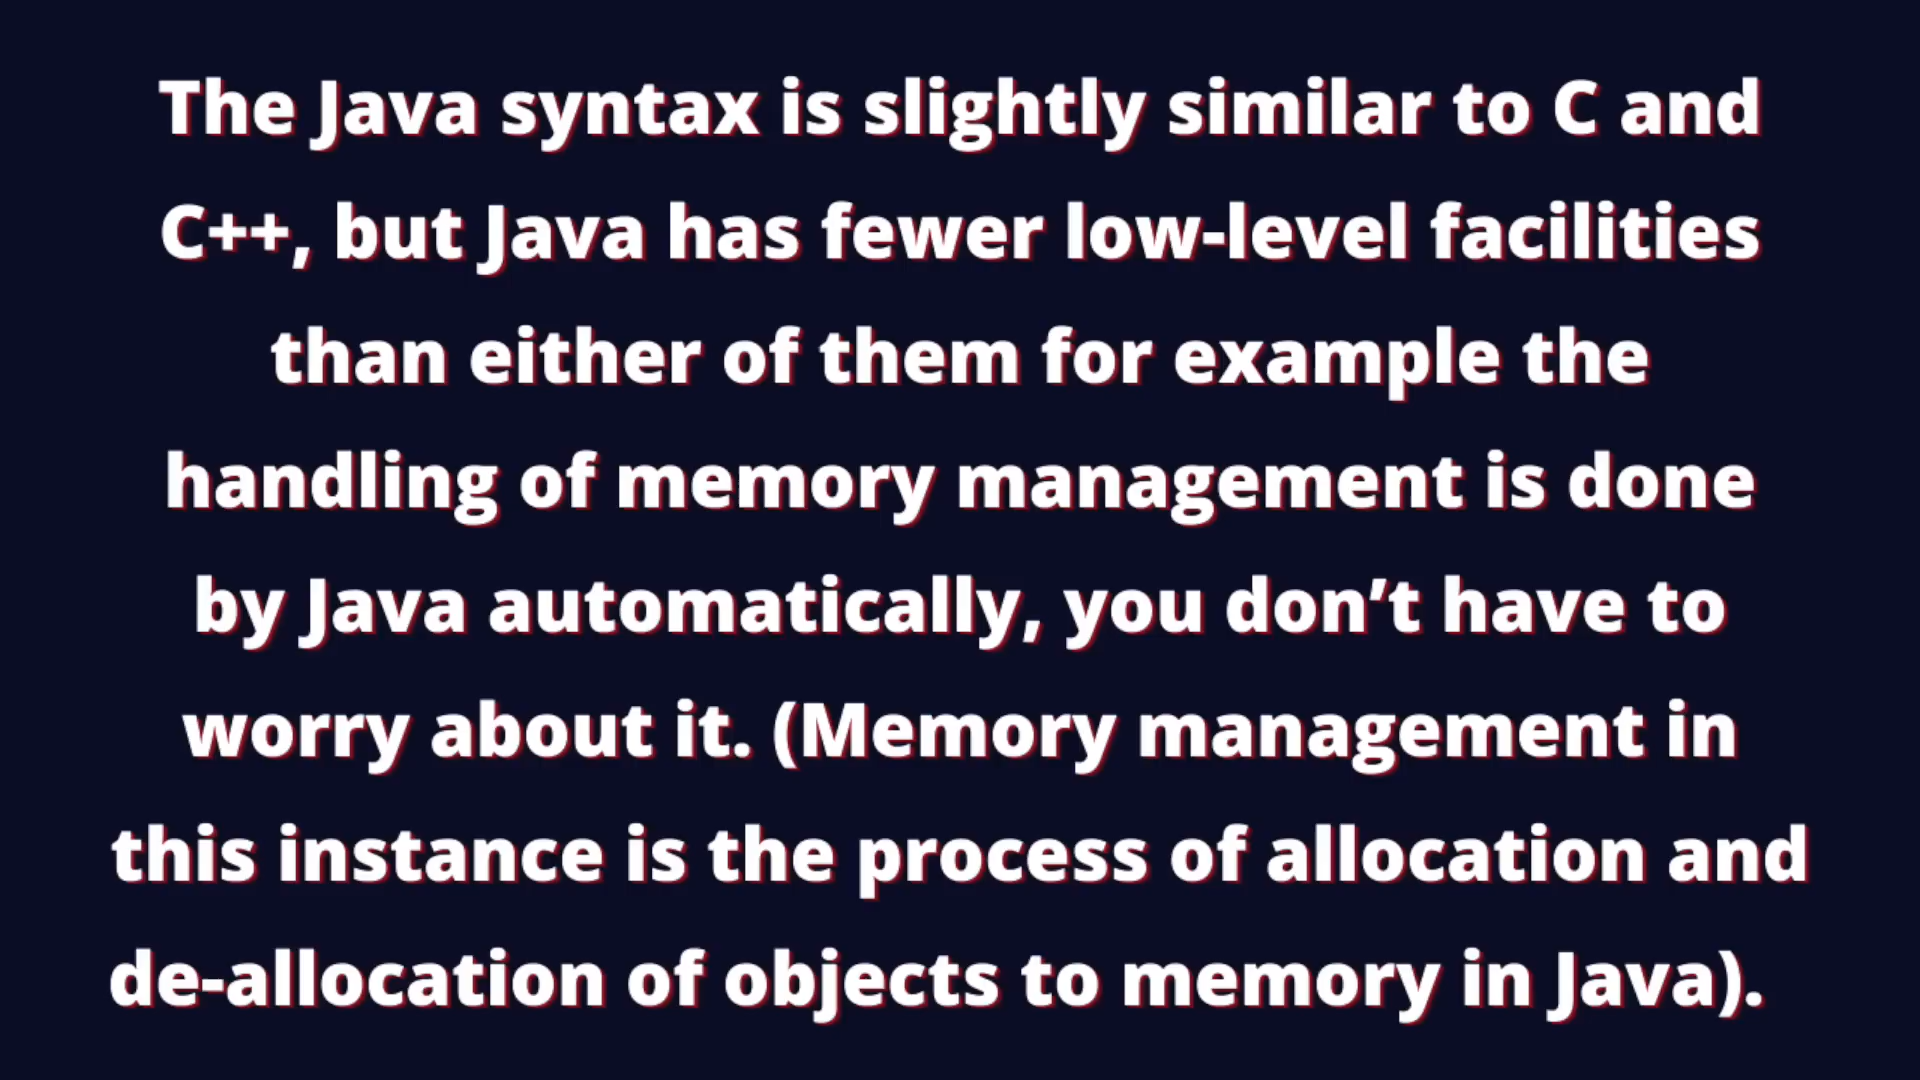 The Java syntax is slightly similar to C and
C++, but Java has fewer low-level facilities
than either of them for example the
handling of memory management is done
by Java automatically, you don’t have to
worry about it. (Memory management in
this instance is the process of allocation and
de-allocation of objects to memory in Java).